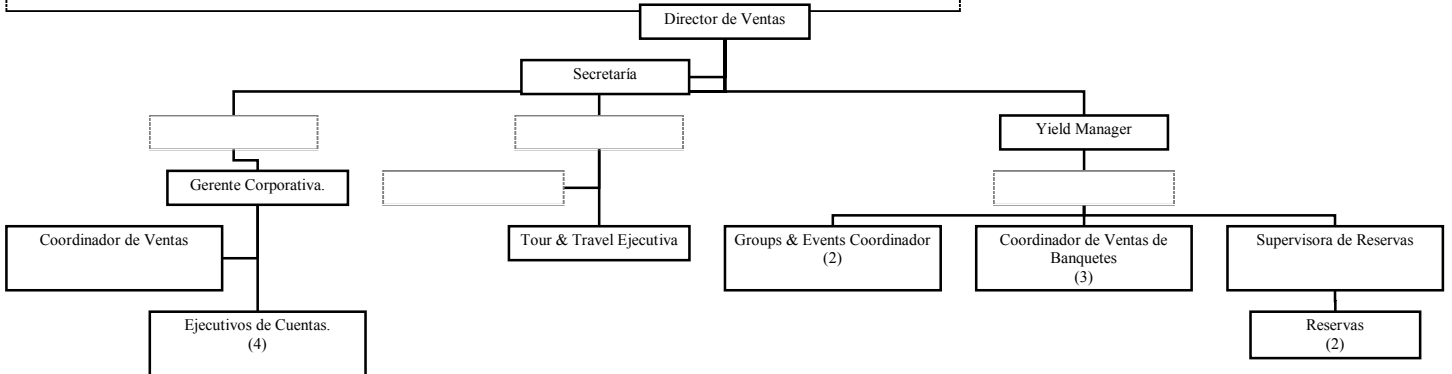 Director de Ventas
Secretaría
Yield Manager
Gerente Corporativa.
Coordinador de Ventas
Tour & Travel Ejecutiva
Groups & Events Coordinador
(2)
Coordinador de Ventas de
Banquetes
(3)
Supervisora de Reservas
Ejecutivos de Cuentas.
(4)
Reservas
(2)